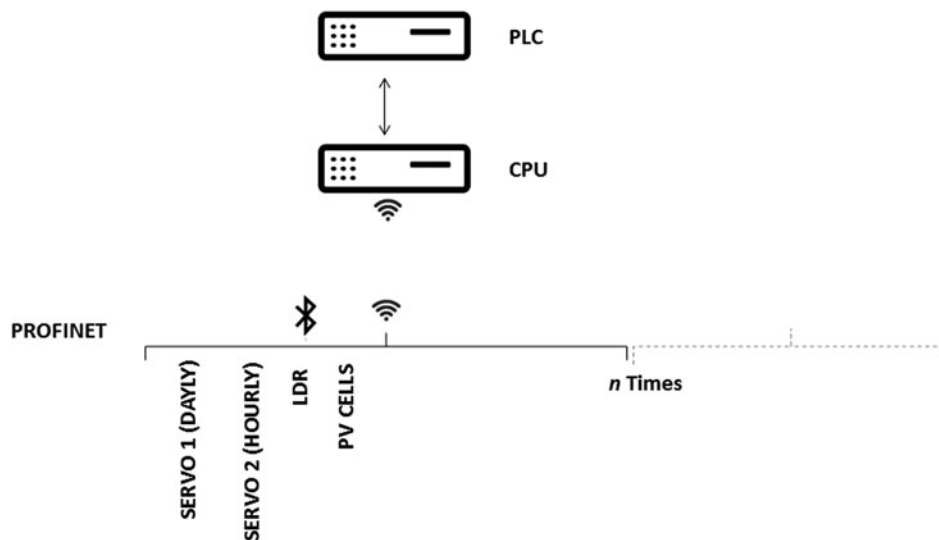 PLC
CPU
PROFINET
SERVO 1 (DAYLY)
SERVO 2 (HOURLY)
LDR
PV CELLS
n Times